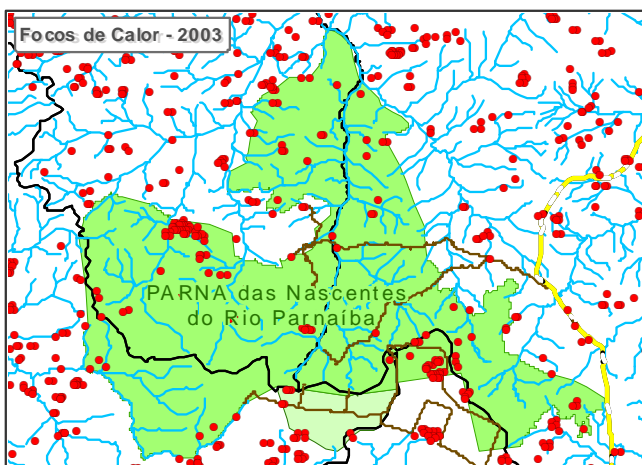 Focos de Calor - 2003
PARNA das Nascentes
do Rio Parnaíba